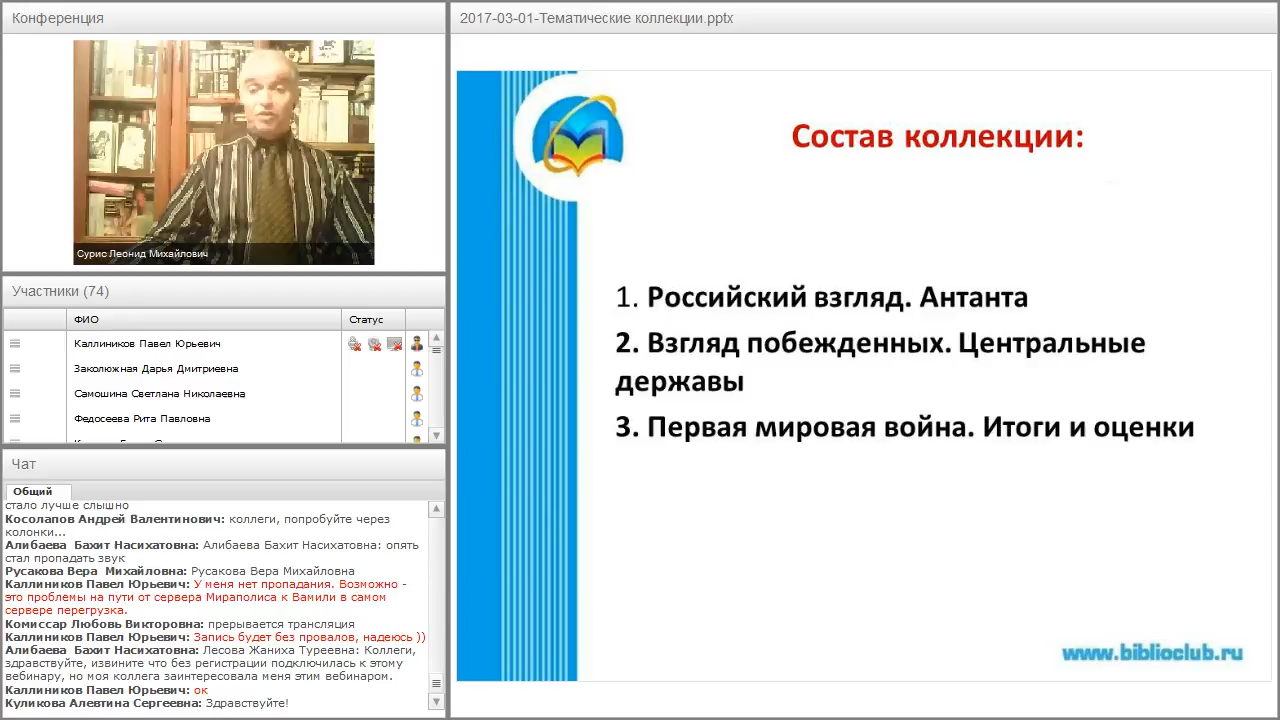 Конференция
Сурис Леонид Михайлович
Участники (74)
ФИО
Статус
Каллиников Павел Юрьевич
Заколюжная Дарья Дмитриевна
Самошина Светлана Николаевна
Федосеева Рита Павловна
Чат
Общий
стало лучше слышно
Косолапов Андрей Валентинович: коллеги, попробуйте через
колонки...
Алибаева Бахит Насихатовна: Алибаева Бахит Насихатовна: опять
стал пропадать звук
Русакова Вера Михайловна: Русакова Вера Михайловна
Каллиников Павел Юрьевич: У меня нет пропадания. Возможно -
это проблемы на пути от сервера Мираполиса к Вамили в самом
сервере перегрузка.
Комиссар Любовь Викторовна: прерывается трансляция
Каллиников Павел Юрьевич: Запись будет без провалов, надеюсь ))
Алибаева Бахит Насихатовна: Лесова Жаниха Туреевна: Коллеги,
здравствуйте, извините что без регистрации подключилась к этому
вебинару, но моя коллега заинтересовала меня этим вебинаром.
Каллиников Павел Юрьевич: ок
Куликова Алевтина Сергеевна: Здравствуйте!
2017-03-01-Тематические коллекции.pptx
Состав коллекции:
1. Российский взгляд. Антанта
2. Взгляд побежденных. Центральные
державы
3. Первая мировая война. Итоги и оценки
www.biblioclub.ru